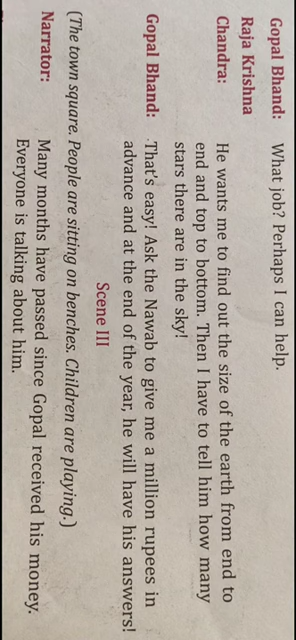 Gopal Bhand: What job? Perhaps I can help.
Raja Krishna
Chandra: He wants me to find out the size of the earth from end to
end and top to bottom. Then I have to tell him how many
stars there are in the sky!
Gopal Bhand: That's easy! Ask the Nawab to give me a million rupees in
advance and at the end of the year, he will have his answers!
Scene III
(The town square. People are sitting on benches. Children are playing.)
Narrator: Many months have passed since Gopal received his money.
Everyone is talking about him.